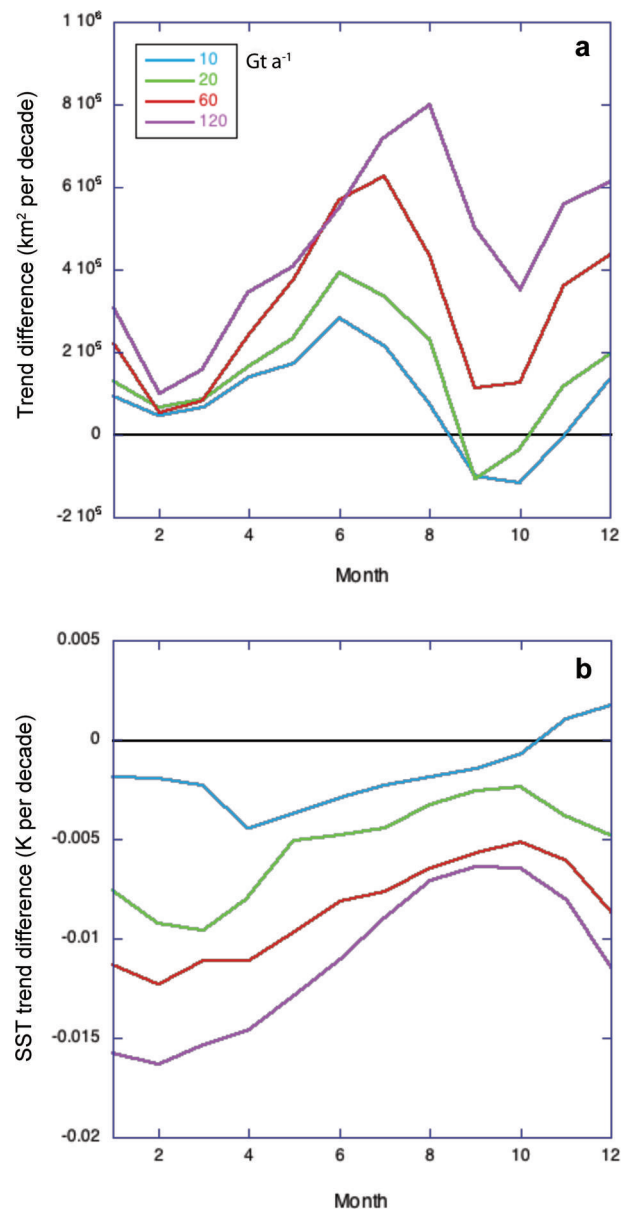 1 10⁶
a
10
Gt a⁻¹
20
60
120
8 10⁵
6 10⁵
4 10⁵
2 10⁵
0
-2 10⁵
Trend difference (km² per decade)
2 4 6 8 10 12
Month
0.005
b
0
-0.005
-0.01
-0.015
-0.02
SST trend difference (K per decade)
2 4 6 8 10 12
Month